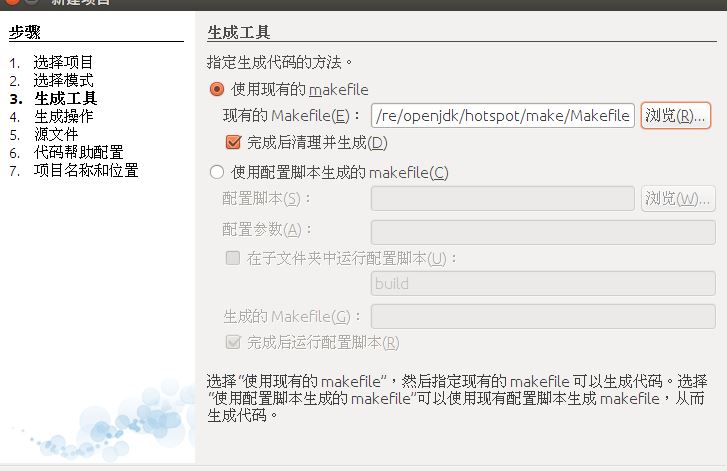 新建项目
步骤
1. 选择项目
2. 选择模式
3. 生成工具
4. 生成操作
5. 源文件
6. 代码帮助配置
7. 项目名称和位置
生成工具
指定生成代码的方法。
使用现有的 makefile
现有的 Makefile(E)： /re/openjdk/hotspot/make/Makefile 浏览(R)...
完成后清理并生成(D)
使用配置脚本生成的 makefile(C)
配置脚本(S)： 浏览(W)...
配置参数(A)：
在子文件夹中运行配置脚本(U)：
build
生成的 Makefile(G)：
完成后运行配置脚本(R)
选择“使用现有的 makefile”，然后指定现有的 makefile 可以生成代码。选择
“使用配置脚本生成的 makefile”可以使用现有配置脚本生成 makefile，从而
生成代码。